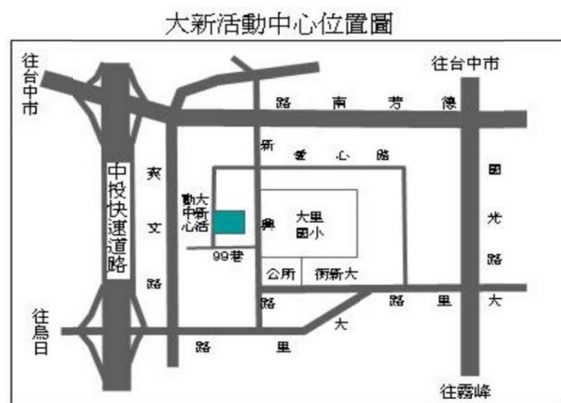 大新活動中心位置圖
往台中市
往台中市
德芳南路
新興路
愛心路
國光路
中投快速道路
爽文路
大新活動中心
大里國小
99巷
公所
大新街
大里路
大里路
往烏日
往霧峰